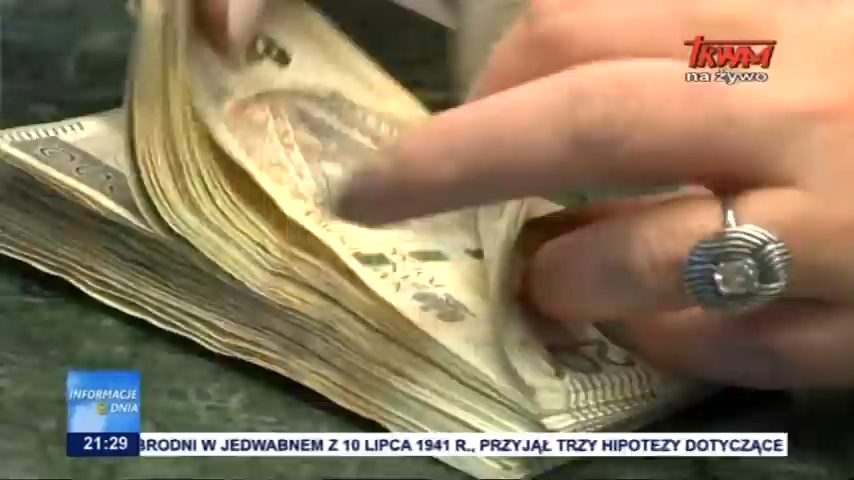 TRWAM
na żywo
INFORMACJE
DNIA
21:29
BRODNI W JEDWABNEM Z 10 LIPCA 1941 R., PRZYJĄŁ TRZY HIPOTEZY DOTYCZĄCE